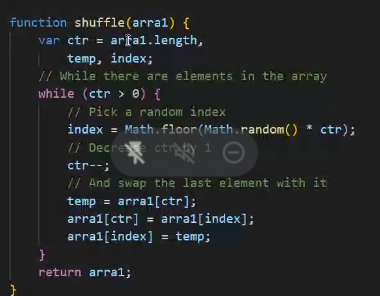 function shuffle(arra1) {
var ctr = arra1.length,
temp, index;
// While there are elements in the array
while (ctr > 0) {
// Pick a random index
index = Math.floor(Math.random() * ctr);
// Decrease ctr by 1
ctr--;
// And swap the last element with it
temp = arra1[ctr];
arra1[ctr] = arra1[index];
arra1[index] = temp;
}
return arra1;
}